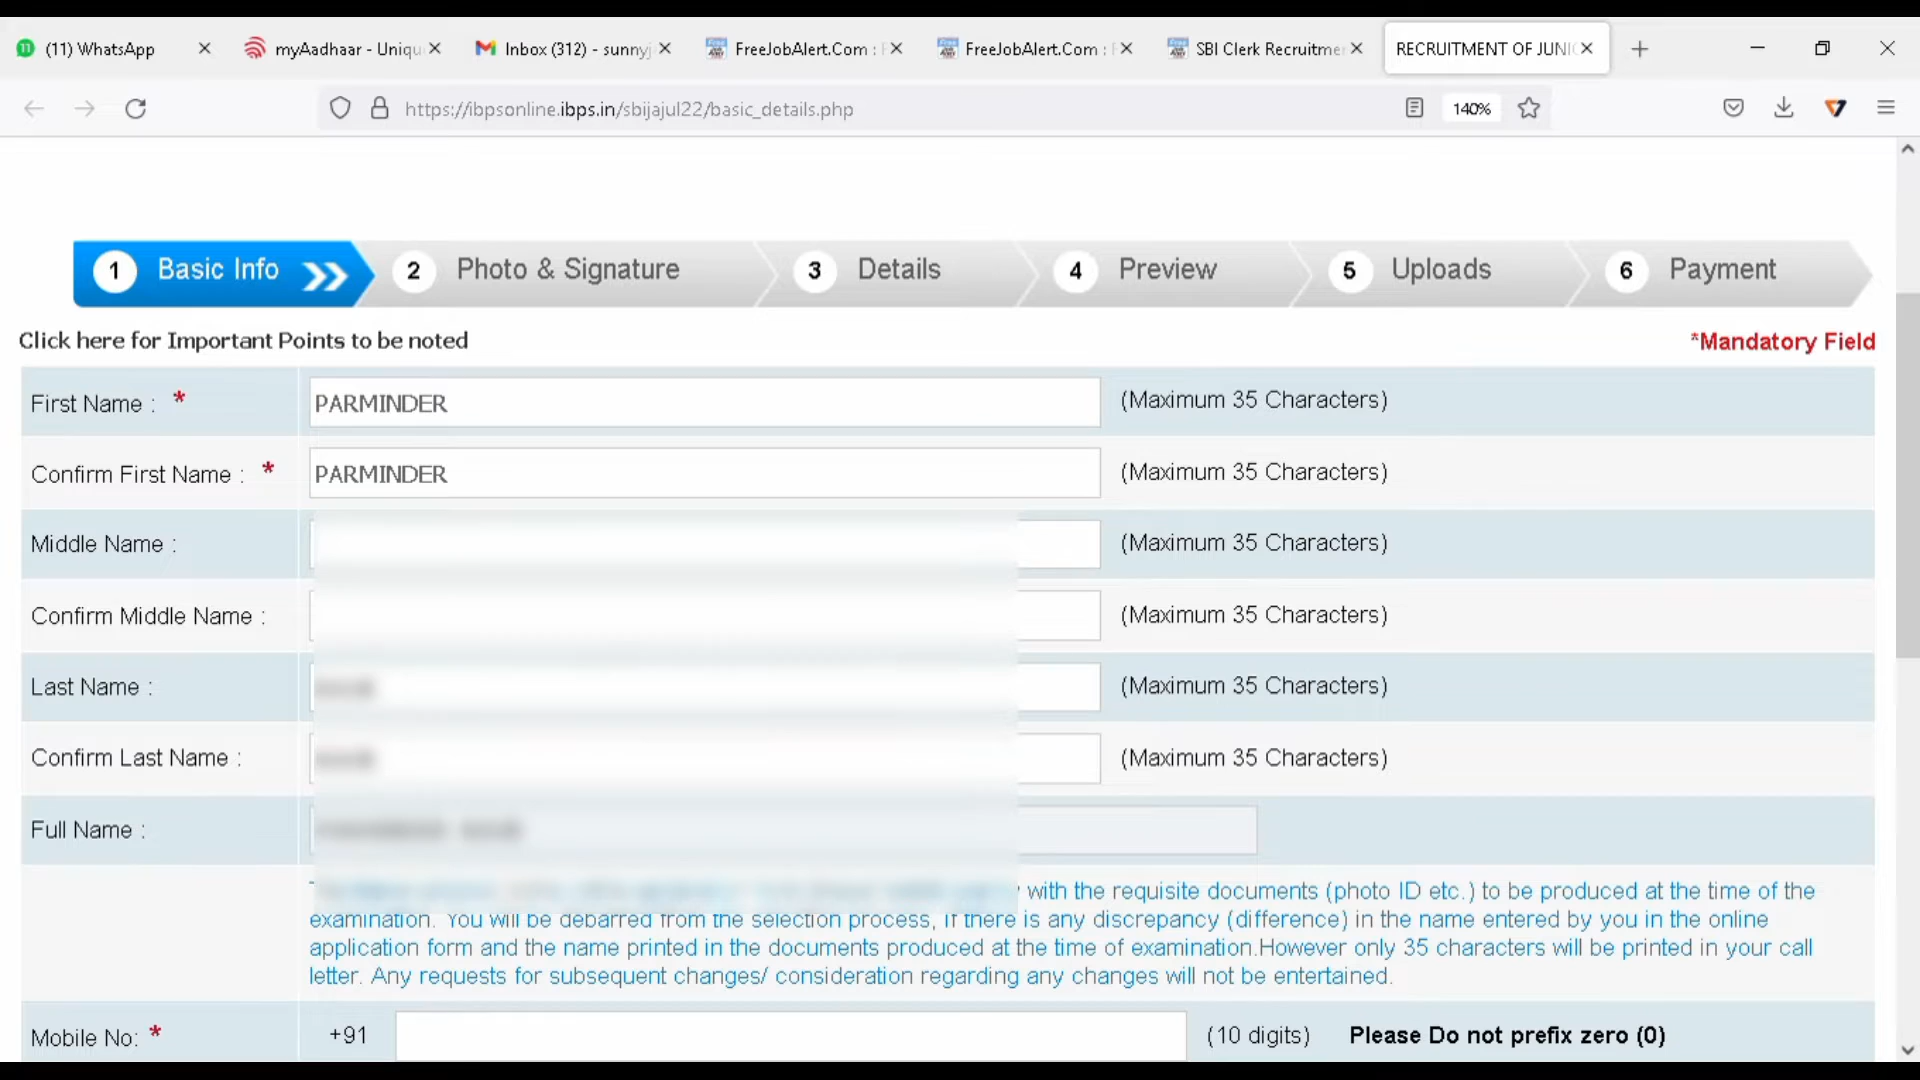 (11) WhatsApp
myAadhaar - Uniqu
Inbox (312) - sunnyj
FreeJobAlert.Com :
FreeJobAlert.Com :
SBI Clerk Recruitme
RECRUITMENT OF JUNI
https://ibpsonline.ibps.in/sbijajul22/basic_details.php
140%
1 Basic Info
2 Photo & Signature
3 Details
4 Preview
5 Uploads
6 Payment
Click here for Important Points to be noted
*Mandatory Field
First Name : * PARMINDER (Maximum 35 Characters)
Confirm First Name : * PARMINDER (Maximum 35 Characters)
Middle Name : (Maximum 35 Characters)
Confirm Middle Name : (Maximum 35 Characters)
Last Name : (Maximum 35 Characters)
Confirm Last Name : (Maximum 35 Characters)
Full Name :
with the requisite documents (photo ID etc.) to be produced at the time of the
examination. You will be debarred from the selection process, if there is any discrepancy (difference) in the name entered by you in the online
application form and the name printed in the documents produced at the time of examination.However only 35 characters will be printed in your call
letter. Any requests for subsequent changes/ consideration regarding any changes will not be entertained.
Mobile No: * +91 (10 digits) Please Do not prefix zero (0)